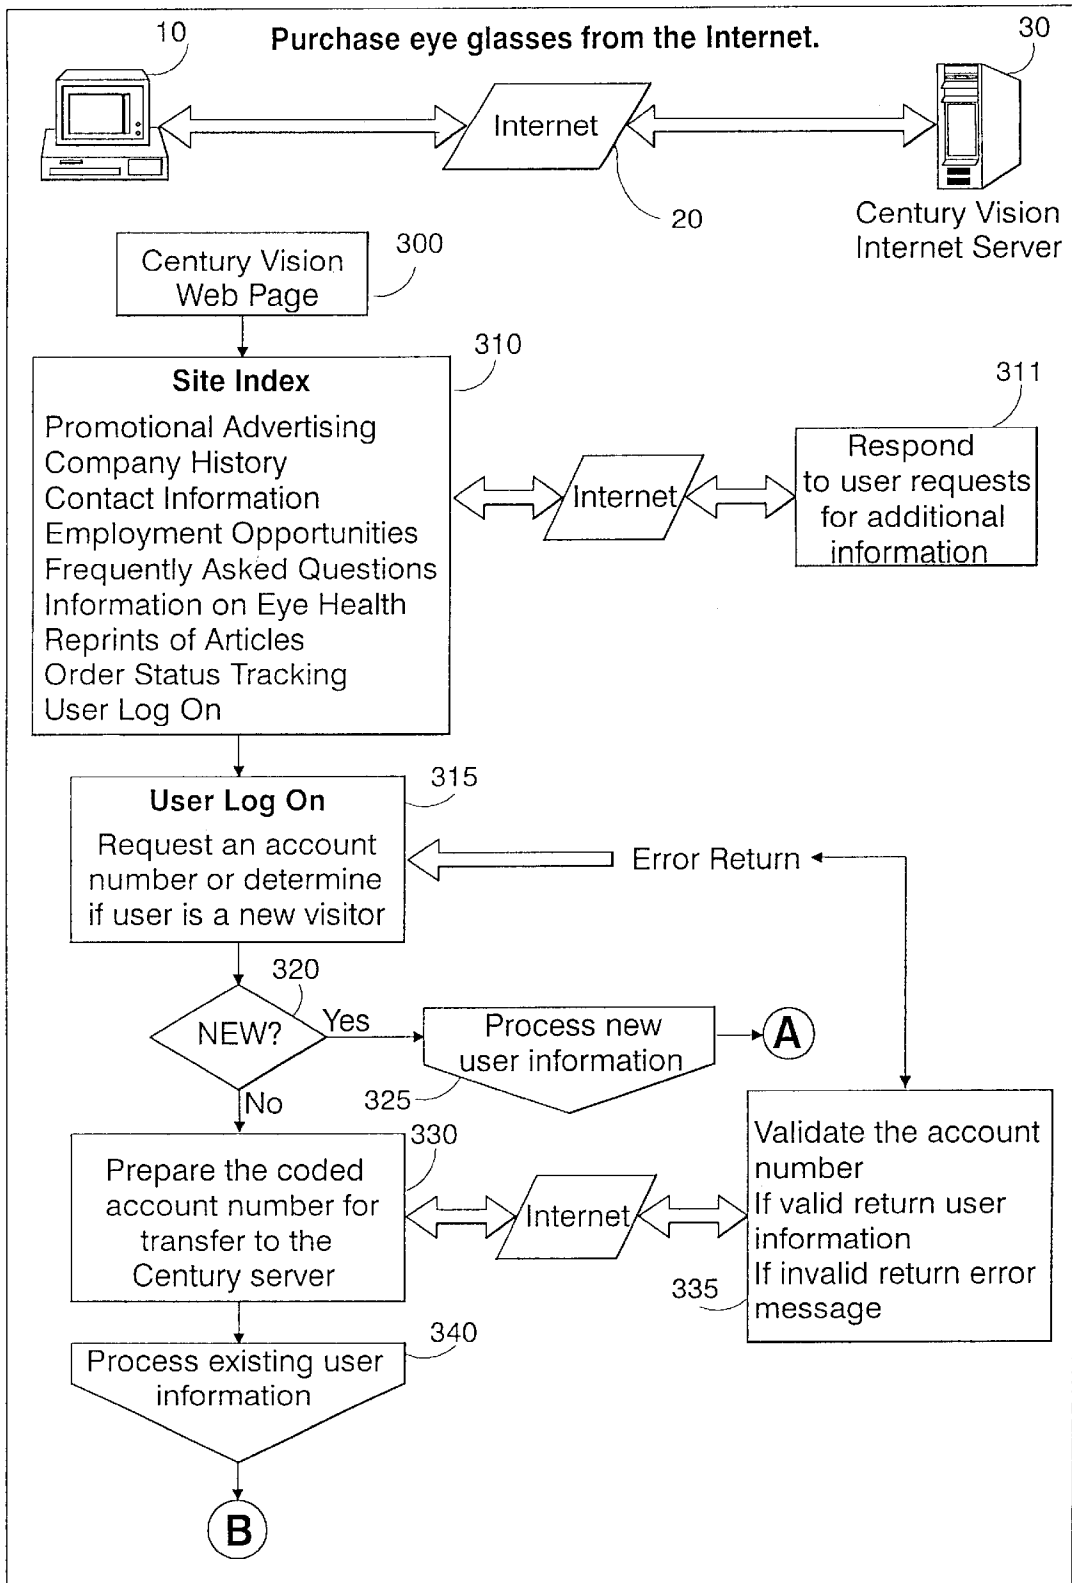 10
Purchase eye glasses from the Internet.
30
Internet
20
Century Vision
Internet Server
Century Vision
Web Page
300
310
Site Index
Promotional Advertising
Company History
Contact Information
Employment Opportunities
Frequently Asked Questions
Information on Eye Health
Reprints of Articles
Order Status Tracking
User Log On
Internet
311
Respond
to user requests
for additional
information
315
User Log On
Request an account
number or determine
if user is a new visitor
Error Return
320
NEW?
Yes
Process new
user information
325
A
No
330
Prepare the coded
account number for
transfer to the
Century server
Internet
Validate the account
number
If valid return user
information
If invalid return error
message
335
340
Process existing user
information
B